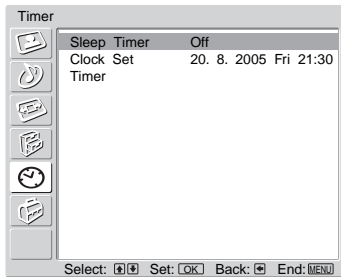 Timer
Sleep Timer Off
Clock Set 20. 8. 2005 Fri 21:30
Timer
Select: Set: OK Back: End: MENU